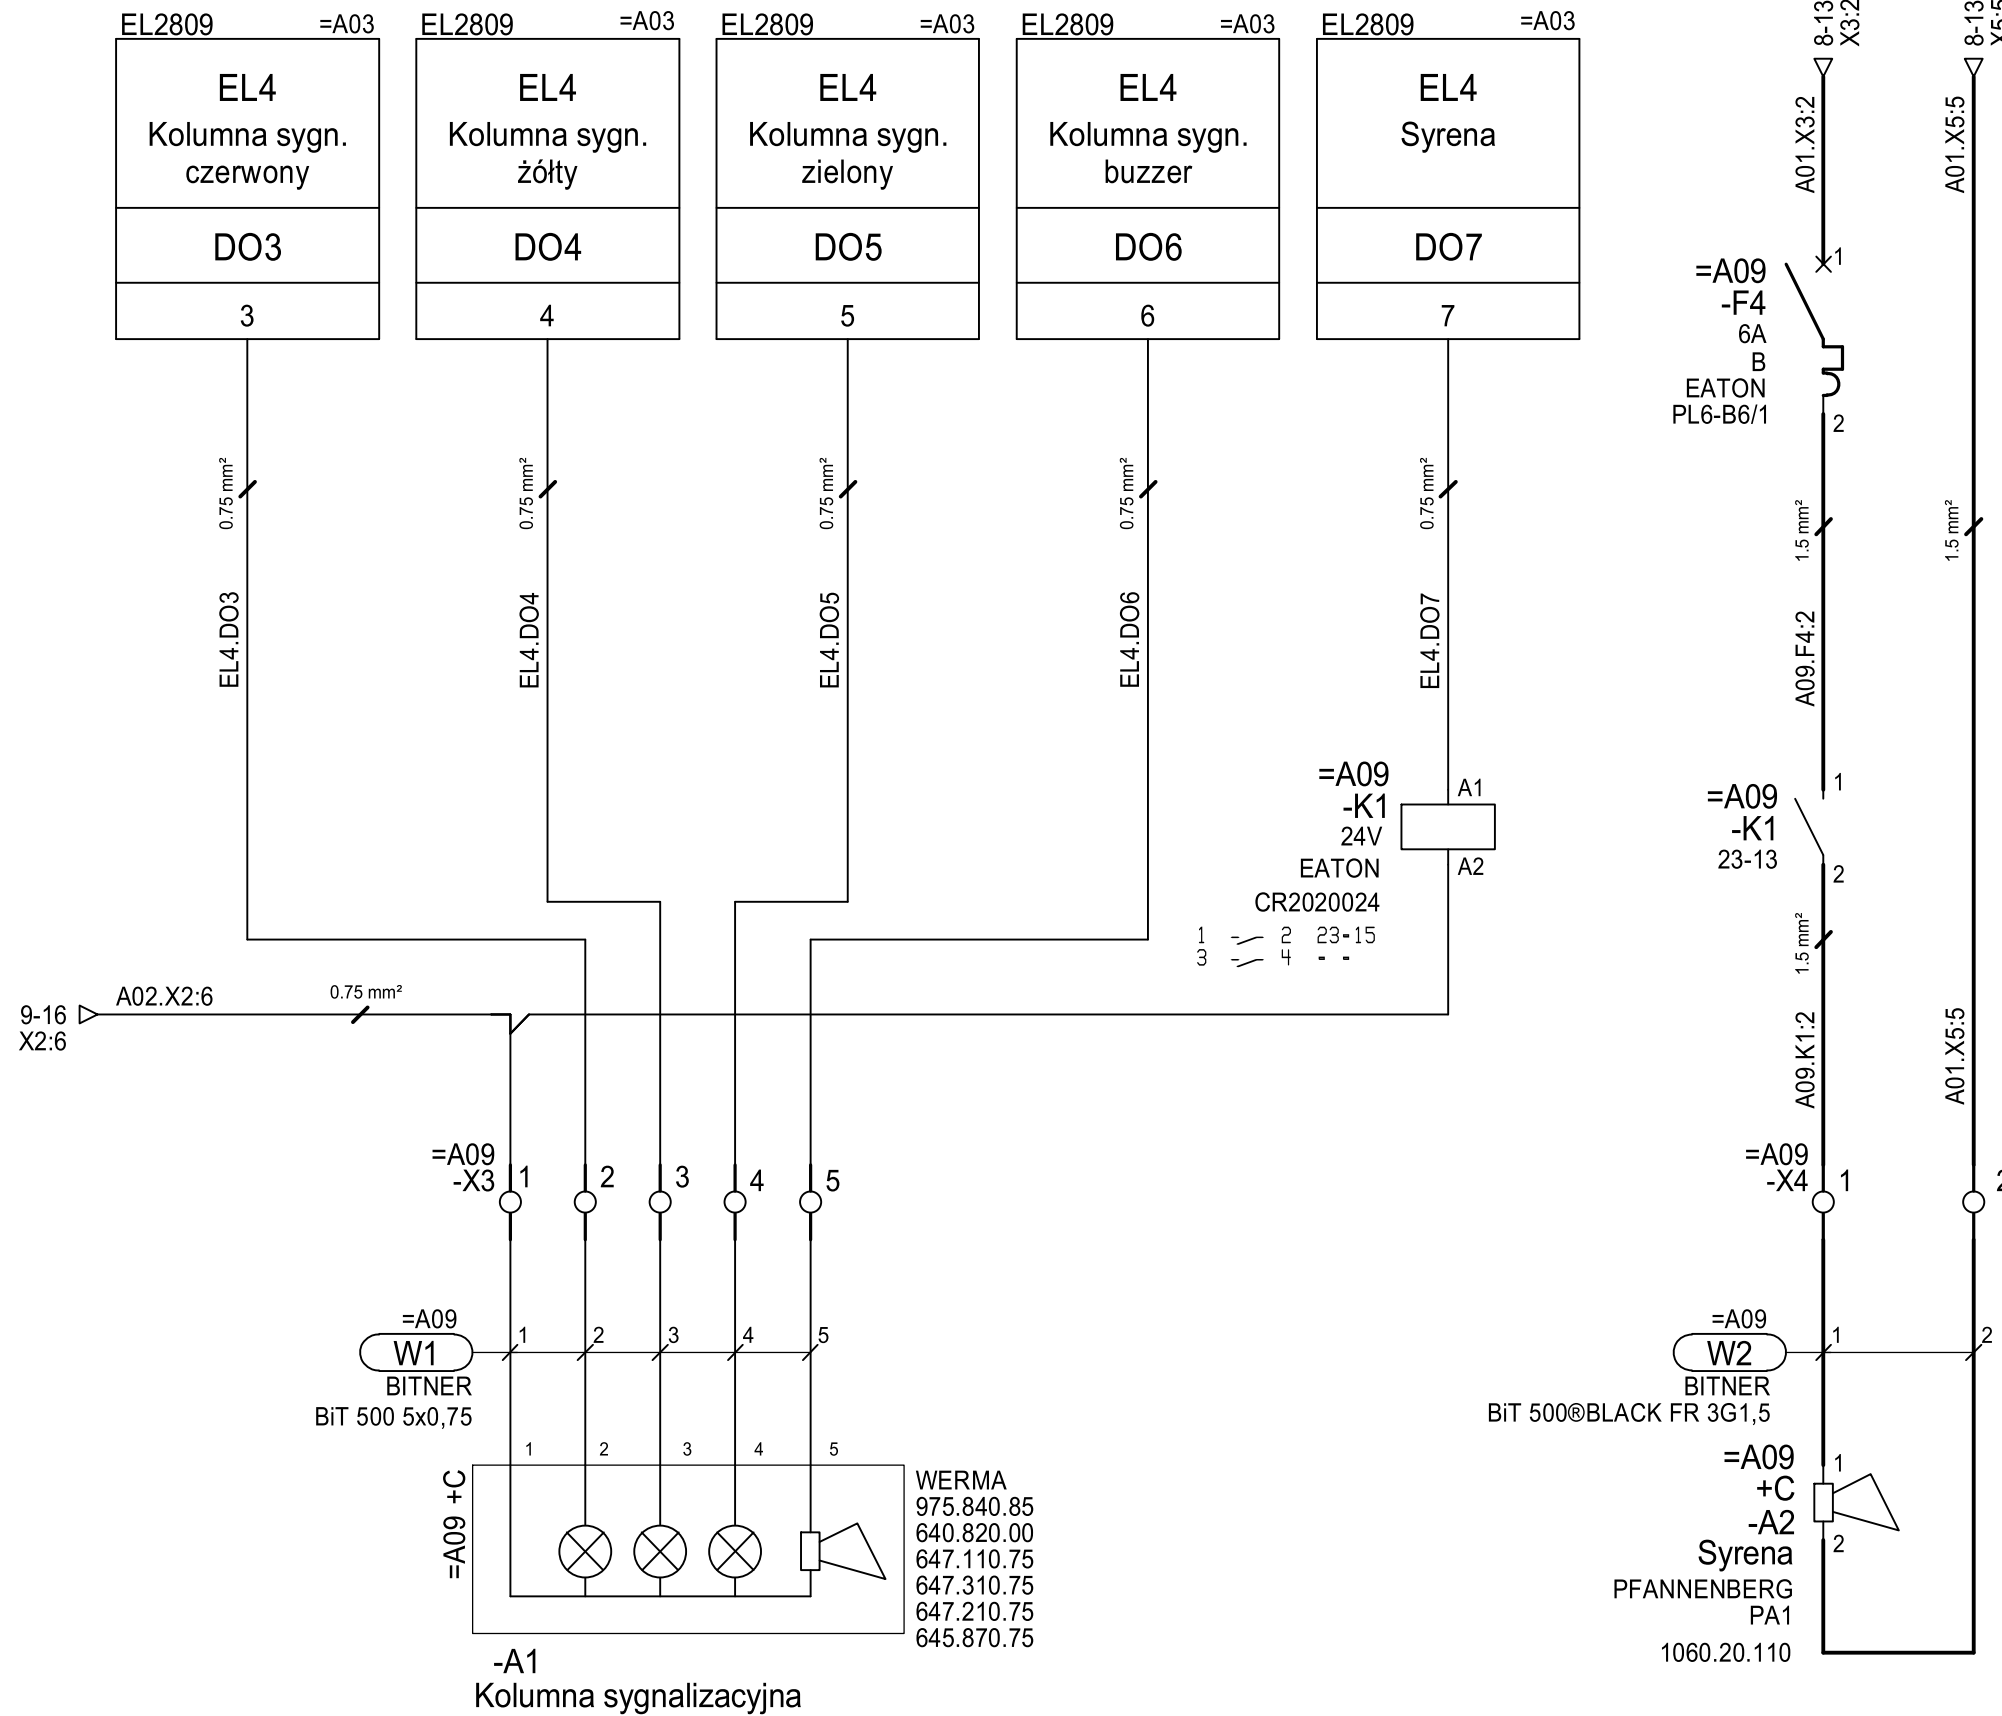 EL2809 =A03
EL4
Kolumna sygn.
czerwony
DO3
3
EL2809 =A03
EL4
Kolumna sygn.
żółty
DO4
4
EL2809 =A03
EL4
Kolumna sygn.
zielony
DO5
5
EL2809 =A03
EL4
Kolumna sygn.
buzzer
DO6
6
EL2809 =A03
EL4
Syrena
DO7
7
8-13
X3:2
8-13
X5:5
A01.X3:2
A01.X5:5
=A09
-F4
6A
B
EATON
PL6-B6/1
1
2
0.75 mm²
0.75 mm²
0.75 mm²
0.75 mm²
0.75 mm²
1.5 mm²
1.5 mm²
EL4.DO3
EL4.DO4
EL4.DO5
EL4.DO6
EL4.DO7
A09.F4:2
=A09
-K1
24V
EATON
CR2020024
A1
A2
1 2 23-15
3 4 - -
=A09
-K1
23-13
1
2
1.5 mm²
9-16
X2:6
A02.X2:6
0.75 mm²
A09.K1:2
A01.X5:5
=A09
-X3
1
2
3
4
5
=A09
-X4
1
2
=A09
W1
BITNER
BiT 500 5x0,75
1
2
3
4
5
=A09
W2
BITNER
BiT 500®BLACK FR 3G1,5
1
2
1
2
3
4
5
=A09 +C
WERMA
975.840.85
640.820.00
647.110.75
647.310.75
647.210.75
645.870.75
-A1
Kolumna sygnalizacyjna
=A09
+C
-A2
Syrena
PFANNENBERG
PA1
1060.20.110
1
2